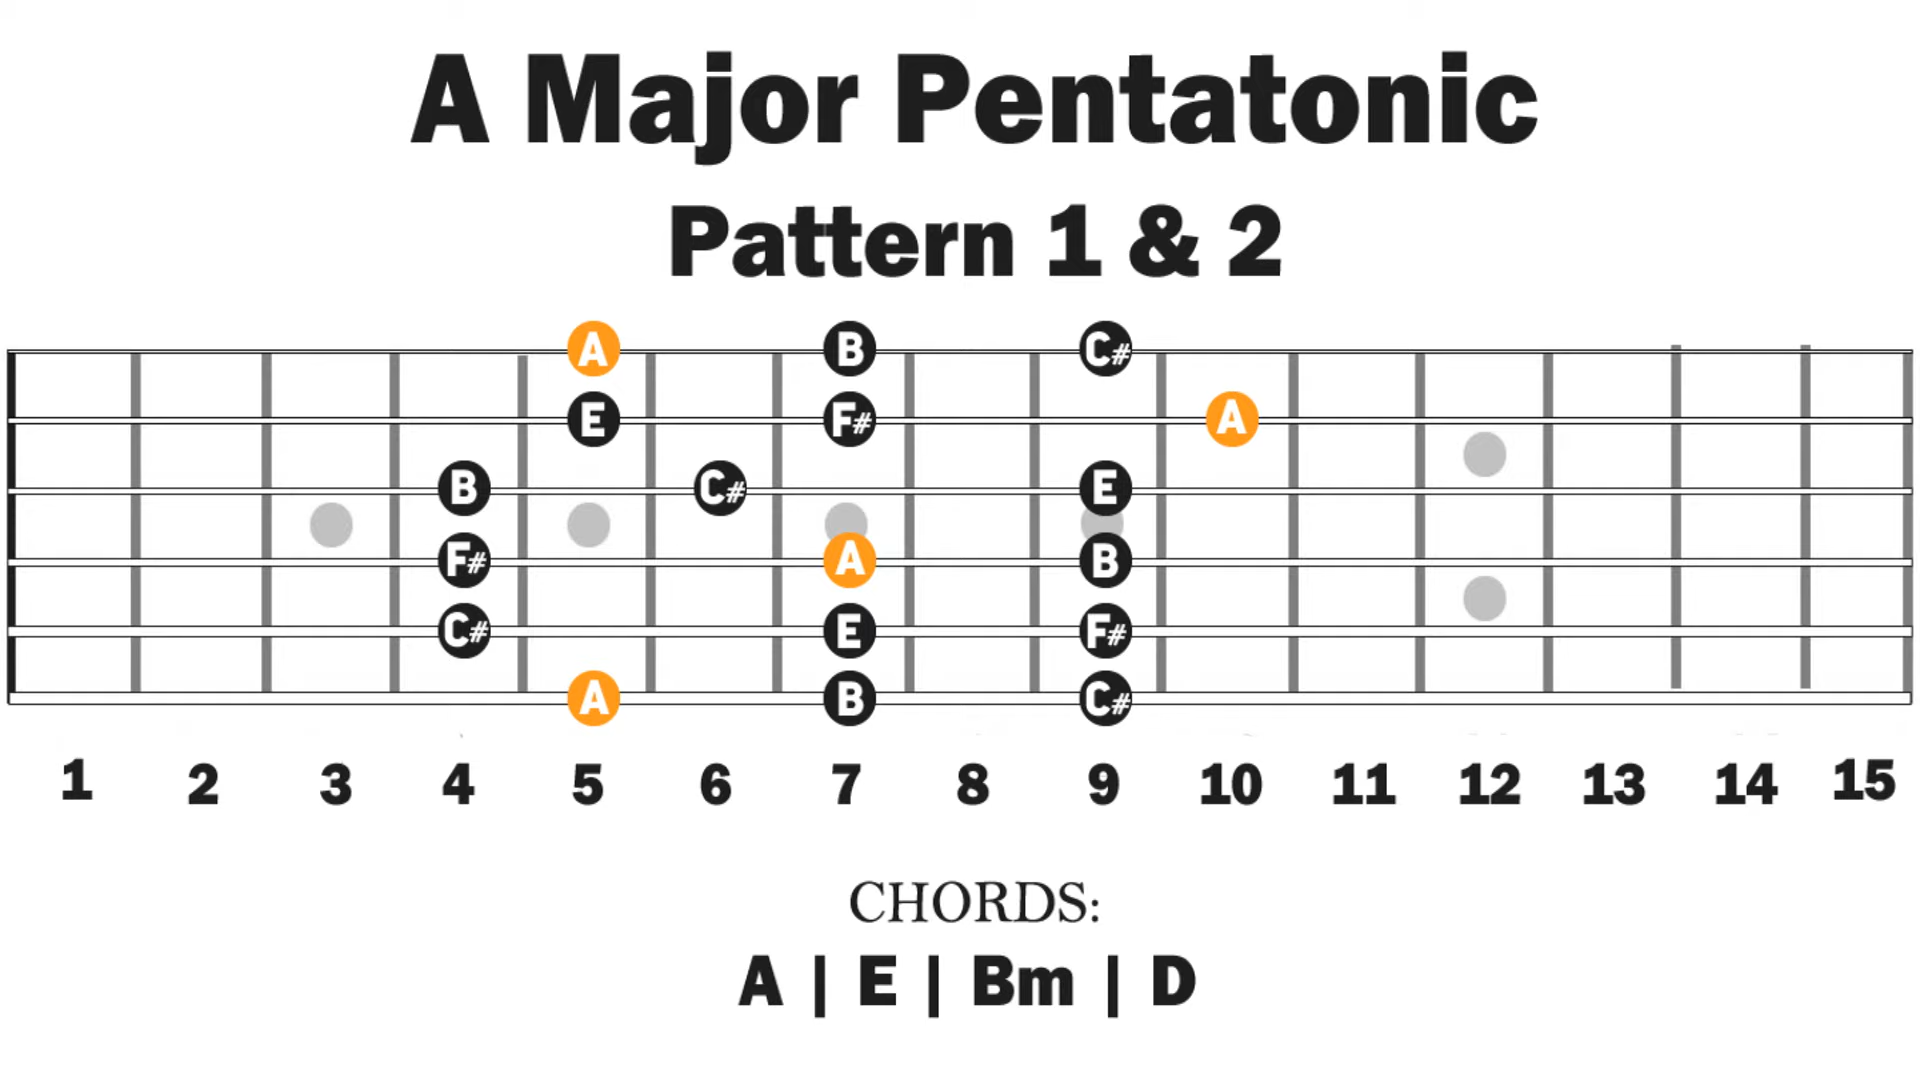 A Major Pentatonic
Pattern 1 & 2
A B C#
E F# A
B C# E
F# A B
C# E F#
A B C#
1 2 3 4 5 6 7 8 9 10 11 12 13 14 15
CHORDS:
A | E | Bm | D